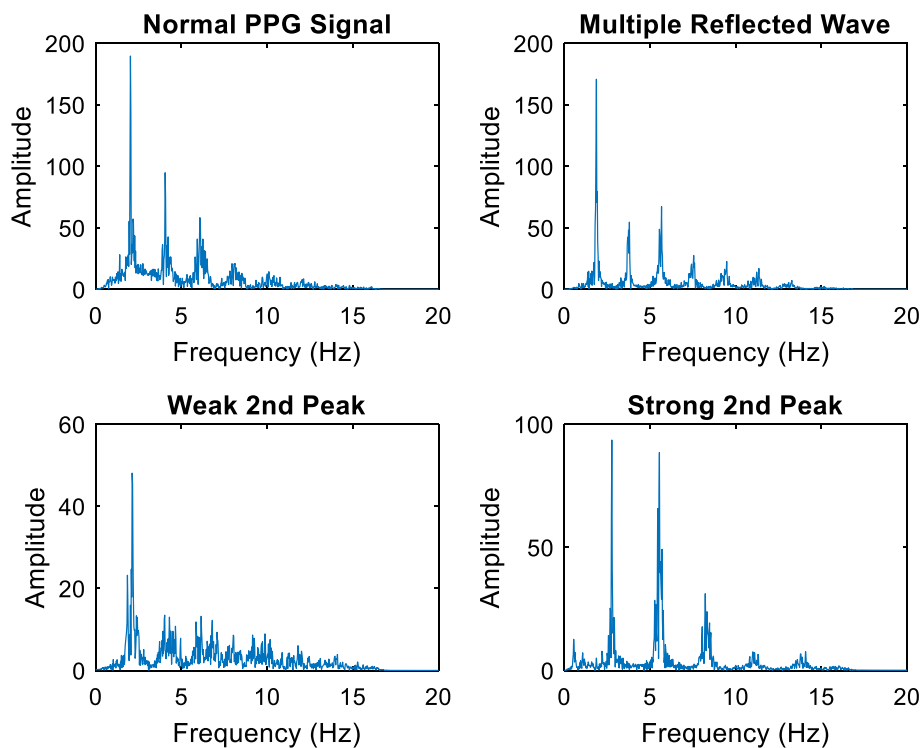 Normal PPG Signal
200
150
100
50
0
Amplitude
0 5 10 15 20
Frequency (Hz)
Multiple Reflected Wave
200
150
100
50
0
Amplitude
0 5 10 15 20
Frequency (Hz)
Weak 2nd Peak
60
40
20
0
Amplitude
0 5 10 15 20
Frequency (Hz)
Strong 2nd Peak
100
50
0
Amplitude
0 5 10 15 20
Frequency (Hz)